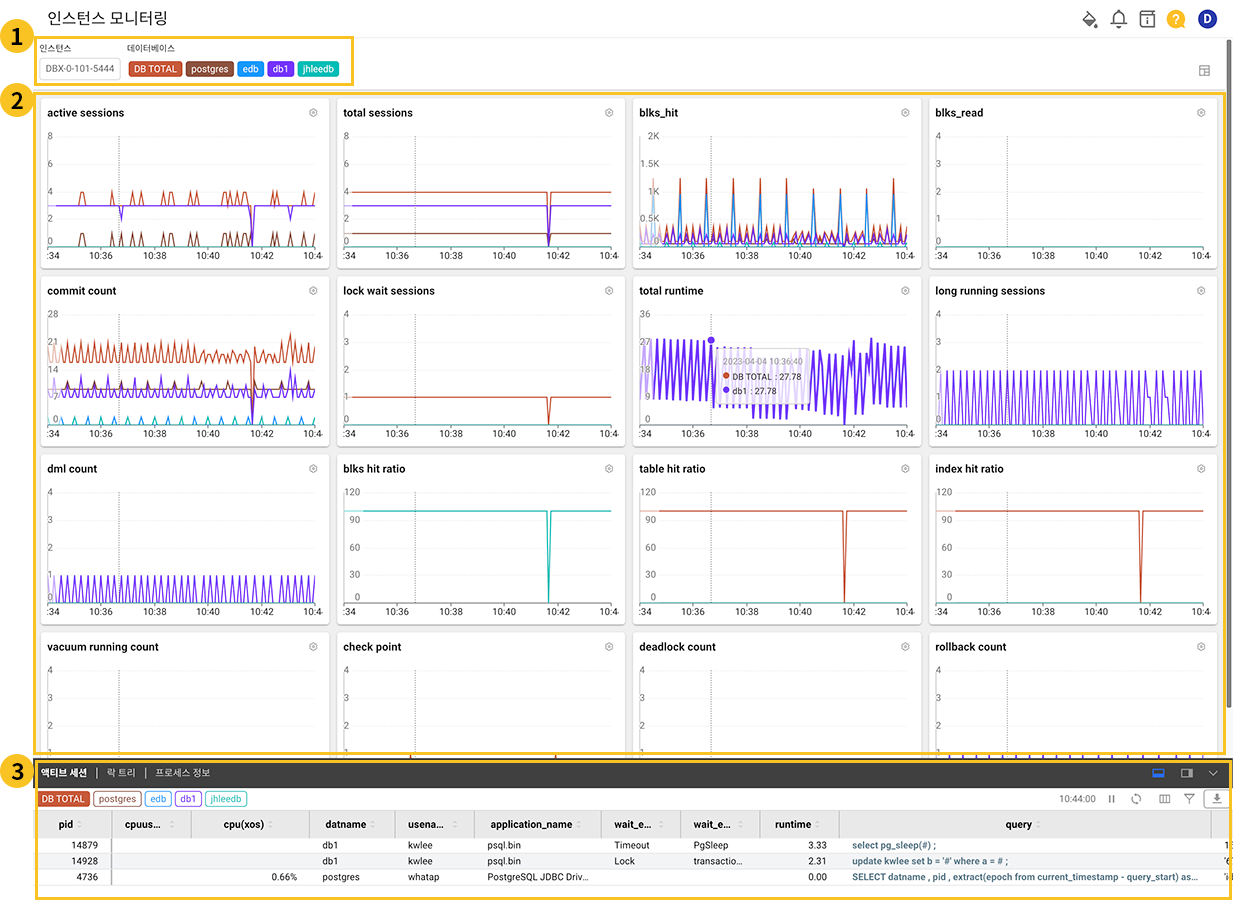 인스턴스 모니터링
? D
1
인스턴스 데이터베이스
DBX-0-101-5444 DB TOTAL postgres edb db1 jhleedb
2
active sessions
8
6
4
2
0
:34 10:36 10:38 10:40 10:42 10:4
total sessions
8
6
4
2
0
:34 10:36 10:38 10:40 10:42 10:4
blks_hit
2K
1.5K
1K
0.5K
0
:34 10:36 10:38 10:40 10:42 10:4
blks_read
4
3
2
1
0
:34 10:36 10:38 10:40 10:42 10:4
commit count
28
21
14
7
0
:34 10:36 10:38 10:40 10:42 10:4
lock wait sessions
4
3
2
1
0
:34 10:36 10:38 10:40 10:42 10:4
total runtime
36
27
18
9
0
2023-04-04 10:36:40
DB TOTAL : 27.78
db1 : 27.78
:34 10:36 10:38 10:40 10:42 10:4
long running sessions
4
3
2
1
0
:34 10:36 10:38 10:40 10:42 10:4
dml count
4
3
2
1
0
:34 10:36 10:38 10:40 10:42 10:4
blks hit ratio
120
90
60
30
0
:34 10:36 10:38 10:40 10:42 10:4
table hit ratio
120
90
60
30
0
:34 10:36 10:38 10:40 10:42 10:4
index hit ratio
120
90
60
30
0
:34 10:36 10:38 10:40 10:42 10:4
vacuum running count
4
3
2
1
check point
4
3
2
1
deadlock count
4
3
2
1
rollback count
4
3
2
1
3
액티브 세션 | 락 트리 | 프로세스 정보
DB TOTAL postgres edb db1 jhleedb 10:44:00
pid cpuus... cpu(xos) datname usena... application_name wait_e... wait_e... runtime query
14879 db1 kwlee psql.bin Timeout PgSleep 3.33 select pg_sleep(#) ;
14928 db1 kwlee psql.bin Lock transactio... 2.31 update kwlee set b = '#' where a = # ;
4736 0.66% postgres whatap PostgreSQL JDBC Driv... 0.00 SELECT datname , pid , extract(epoch from current_timestamp - query_start) as...